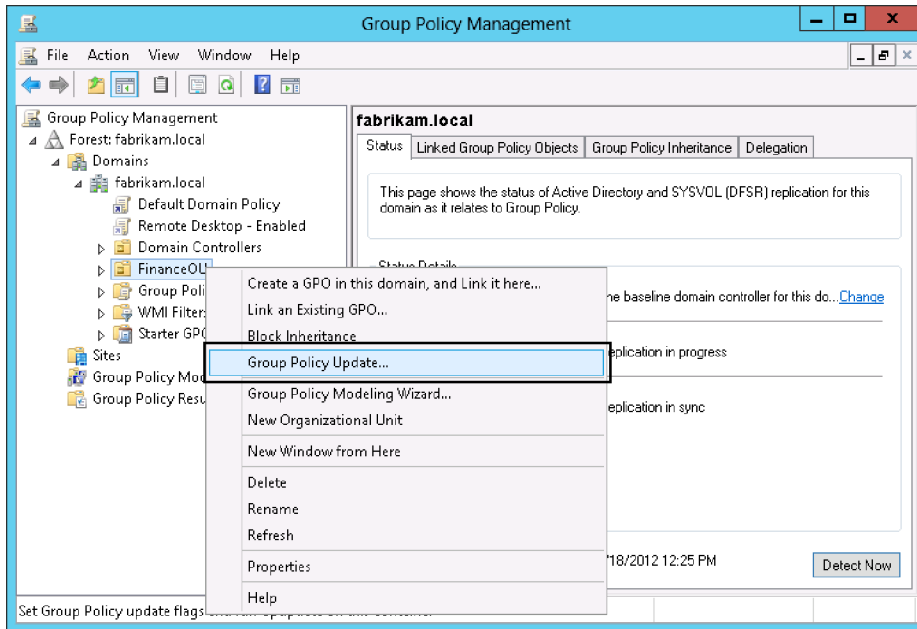 Group Policy Management
File Action View Window Help
Group Policy Management
Forest: fabrikam.local
Domains
fabrikam.local
Default Domain Policy
Remote Desktop - Enabled
Domain Controllers
FinanceOU
Group Poli
WMI Filter
Starter GPO
Sites
Group Policy Mod
Group Policy Resu
fabrikam.local
Status Linked Group Policy Objects Group Policy Inheritance Delegation
This page shows the status of Active Directory and SYSVOL (DFSR) replication for this
domain as it relates to Group Policy.
Status Details
ne baseline domain controller for this do...Change
eplication in progress
eplication in sync
/18/2012 12:25 PM
Detect Now
Create a GPO in this domain, and Link it here...
Link an Existing GPO...
Block Inheritance
Group Policy Update...
Group Policy Modeling Wizard...
New Organizational Unit
New Window from Here
Delete
Rename
Refresh
Properties
Help
Set Group Policy update flags